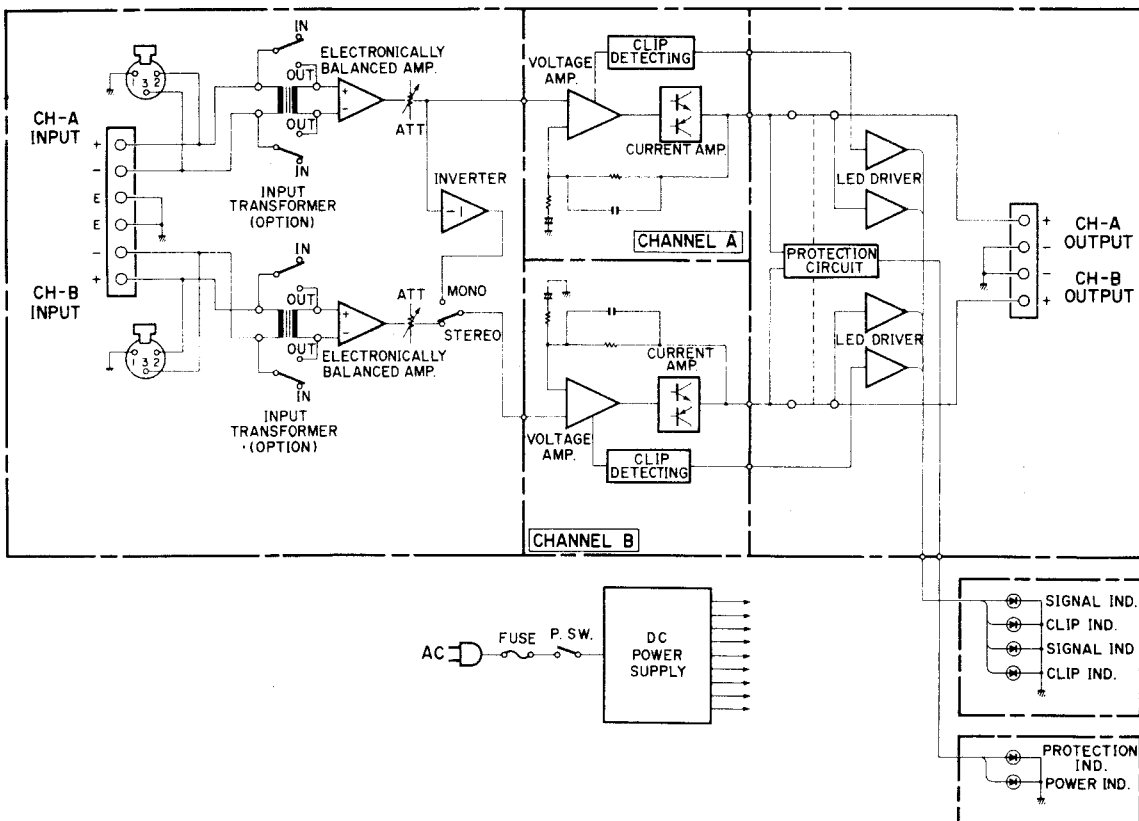 IN
ELECTRONICALLY
BALANCED AMP.
OUT
1 3 2
CH-A
INPUT
+
-
E
E
-
+
CH-B
INPUT
1 3 2
+
-
ATT
OUT
IN
INPUT
TRANSFORMER
(OPTION)
INVERTER
-1
IN
OUT
+
-
ATT
MONO
STEREO
OUT
ELECTRONICALLY
BALANCED AMP.
IN
INPUT
TRANSFORMER
(OPTION)
VOLTAGE
AMP.
CLIP
DETECTING
CURRENT AMP.
CHANNEL A
CURRENT
AMP.
VOLTAGE
AMP.
CLIP
DETECTING
CHANNEL B
LED DRIVER
PROTECTION
CIRCUIT
LED DRIVER
+
-
-
+
CH-A
OUTPUT
CH-B
OUTPUT
AC
FUSE
P. SW.
DC
POWER
SUPPLY
SIGNAL IND.
CLIP IND.
SIGNAL IND
CLIP IND.
PROTECTION
IND.
POWER IND.